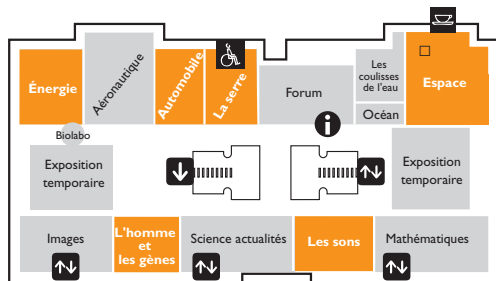 Énergie
Aéronautique
Automobile
La serre
Forum
Les
coulisses
de l'eau
Océan
Espace
i
Biolabo
Exposition
temporaire
Exposition
temporaire
Images
L'homme
et
les gènes
Science actualités
Les sons
Mathématiques